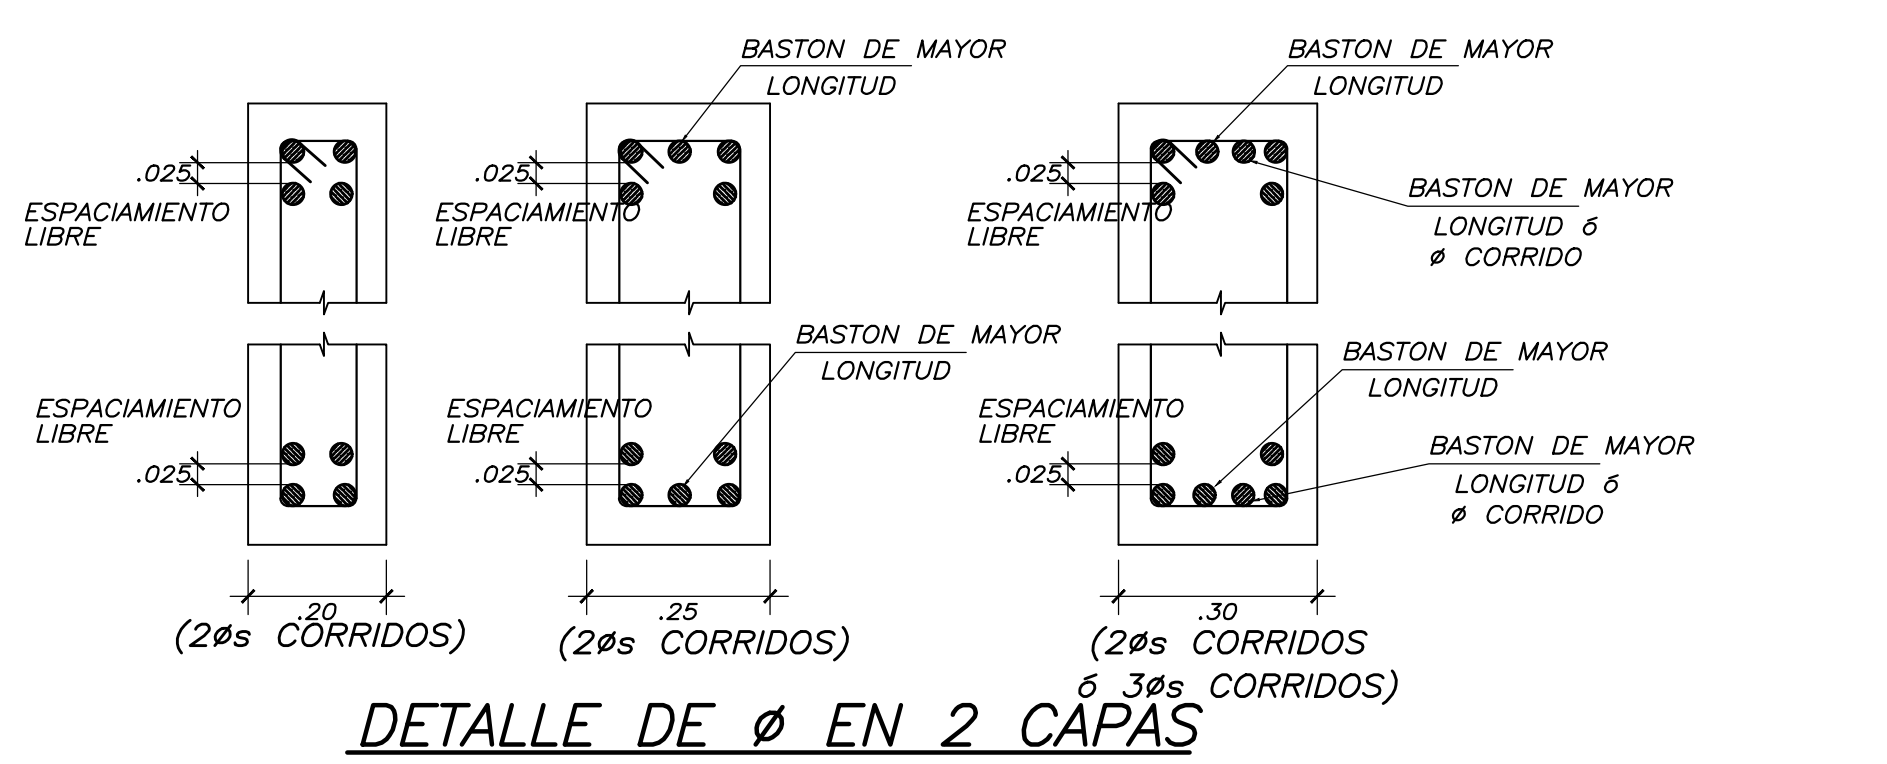 BASTON DE MAYOR
LONGITUD
BASTON DE MAYOR
LONGITUD
.025
ESPACIAMIENTO
LIBRE
.025
ESPACIAMIENTO
LIBRE
.025
ESPACIAMIENTO
LIBRE
BASTON DE MAYOR
LONGITUD ó
ø CORRIDO
BASTON DE MAYOR
LONGITUD
BASTON DE MAYOR
LONGITUD
ESPACIAMIENTO
LIBRE
.025
ESPACIAMIENTO
LIBRE
.025
ESPACIAMIENTO
LIBRE
.025
BASTON DE MAYOR
LONGITUD ó
ø CORRIDO
.20
(2øs CORRIDOS)
.25
(2øs CORRIDOS)
.30
(2øs CORRIDOS
ó 3øs CORRIDOS)
DETALLE DE ø EN 2 CAPAS